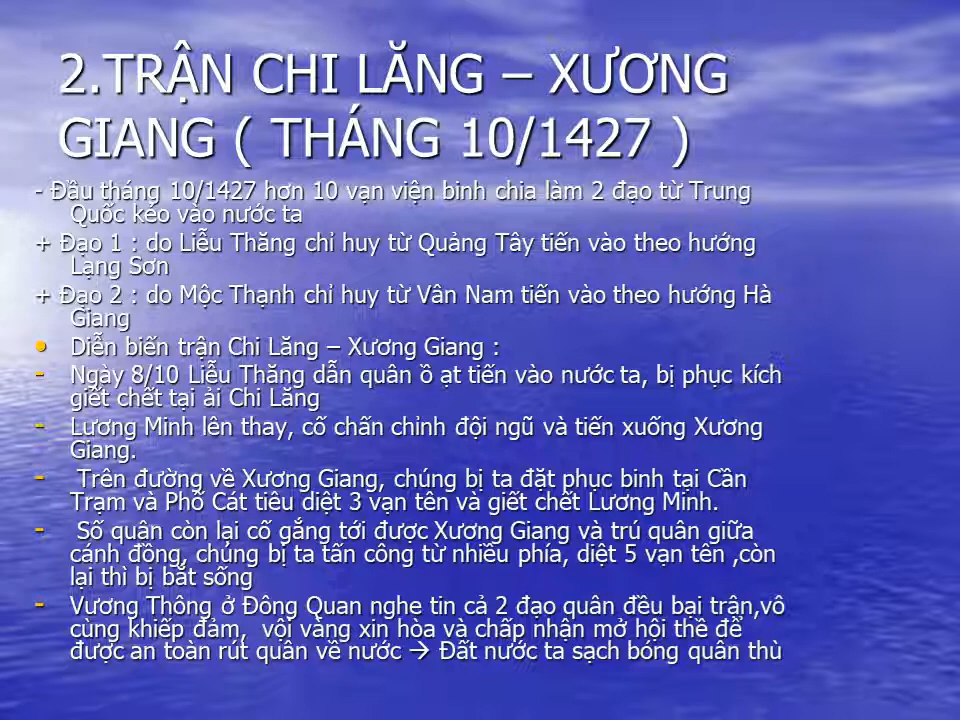 2.TRẬN CHI LĂNG – XƯƠNG
GIANG ( THÁNG 10/1427 )
- Đầu tháng 10/1427 hơn 10 vạn viện binh chia làm 2 đạo từ Trung
Quốc kéo vào nước ta
+ Đạo 1 : do Liễu Thăng chỉ huy từ Quảng Tây tiến vào theo hướng
Lạng Sơn
+ Đạo 2 : do Mộc Thạnh chỉ huy từ Vân Nam tiến vào theo hướng Hà
Giang
• Diễn biến trận Chi Lăng – Xương Giang :
- Ngày 8/10 Liễu Thăng dẫn quân ồ ạt tiến vào nước ta, bị phục kích
giết chết tại ải Chi Lăng
- Lương Minh lên thay, cố chấn chỉnh đội ngũ và tiến xuống Xương
Giang.
- Trên đường về Xương Giang, chúng bị ta đặt phục binh tại Cần
Trạm và Phố Cát tiêu diệt 3 vạn tên và giết chết Lương Minh.
- Số quân còn lại cố gắng tới được Xương Giang và trú quân giữa
cánh đồng, chúng bị ta tấn công từ nhiều phía, diệt 5 vạn tên ,còn
lại thì bị bắt sống
- Vương Thông ở Đông Quan nghe tin cả 2 đạo quân đều bại trận,vô
cùng khiếp đảm, vội vàng xin hòa và chấp nhận mở hội thề để
được an toàn rút quân về nước → Đất nước ta sạch bóng quân thù